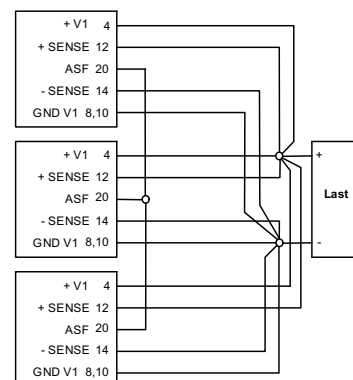 + V1 4
+ SENSE 12
ASF 20
- SENSE 14
GND V1 8,10
+V1 4
+ SENSE 12
ASF 20
- SENSE 14
GND V1 8,10
+ V1 4
+ SENSE 12
ASF 20
- SENSE 14
GND V1 8,10
+
Last
-